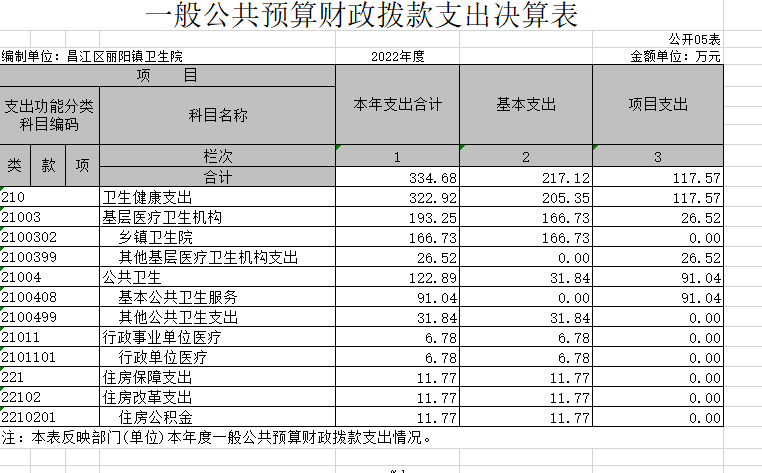 一般公共预算财政拨款支出决算表
公开05表
编制单位：昌江区丽阳镇卫生院 2022年度 金额单位：万元
项 目 本年支出合计 基本支出 项目支出
支出功能分类科目编码 科目名称
类 款 项 栏次 1 2 3
合计 334.68 217.12 117.57
210 卫生健康支出 322.92 205.35 117.57
21003 基层医疗卫生机构 193.25 166.73 26.52
2100302 乡镇卫生院 166.73 166.73 0.00
2100399 其他基层医疗卫生机构支出 26.52 0.00 26.52
21004 公共卫生 122.89 31.84 91.04
2100408 基本公共卫生服务 91.04 0.00 91.04
2100499 其他公共卫生支出 31.84 31.84 0.00
21011 行政事业单位医疗 6.78 6.78 0.00
2101101 行政单位医疗 6.78 6.78 0.00
221 住房保障支出 11.77 11.77 0.00
22102 住房改革支出 11.77 11.77 0.00
2210201 住房公积金 11.77 11.77 0.00
注：本表反映部门(单位)本年度一般公共预算财政拨款支出情况。